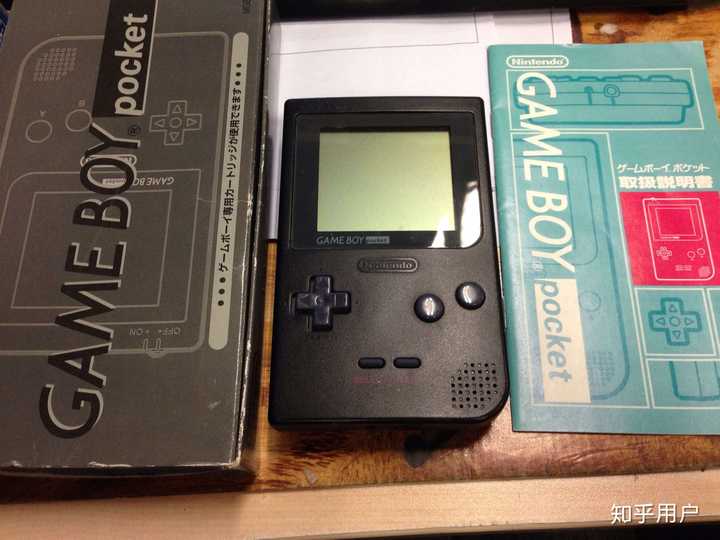 GAME BOY pocket
ゲームボーイ専用カートリッジが使用できます
A
B
Nintendo
GAME BOY pocket
OFF ON
GAME BOY pocket
Nintendo
Nintendo
GAME BOY pocket
ゲームボーイ ポケット
取扱説明書
知乎用户